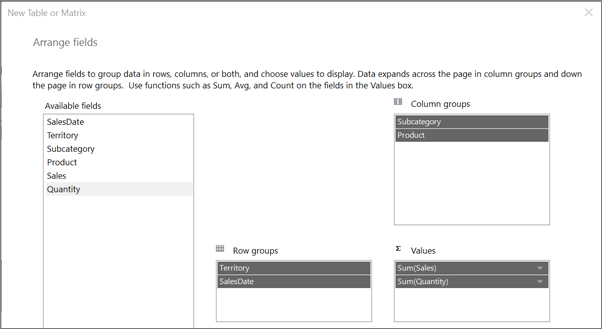 New Table or Matrix
Arrange fields
Arrange fields to group data in rows, columns, or both, and choose values to display. Data expands across the page in column groups and down
the page in row groups. Use functions such as Sum, Avg, and Count on the fields in the Values box.
Available fields
SalesDate
Territory
Subcategory
Product
Sales
Quantity
Column groups
Subcategory
Product
Row groups
Territory
SalesDate
Σ Values
Sum(Sales)
Sum(Quantity)